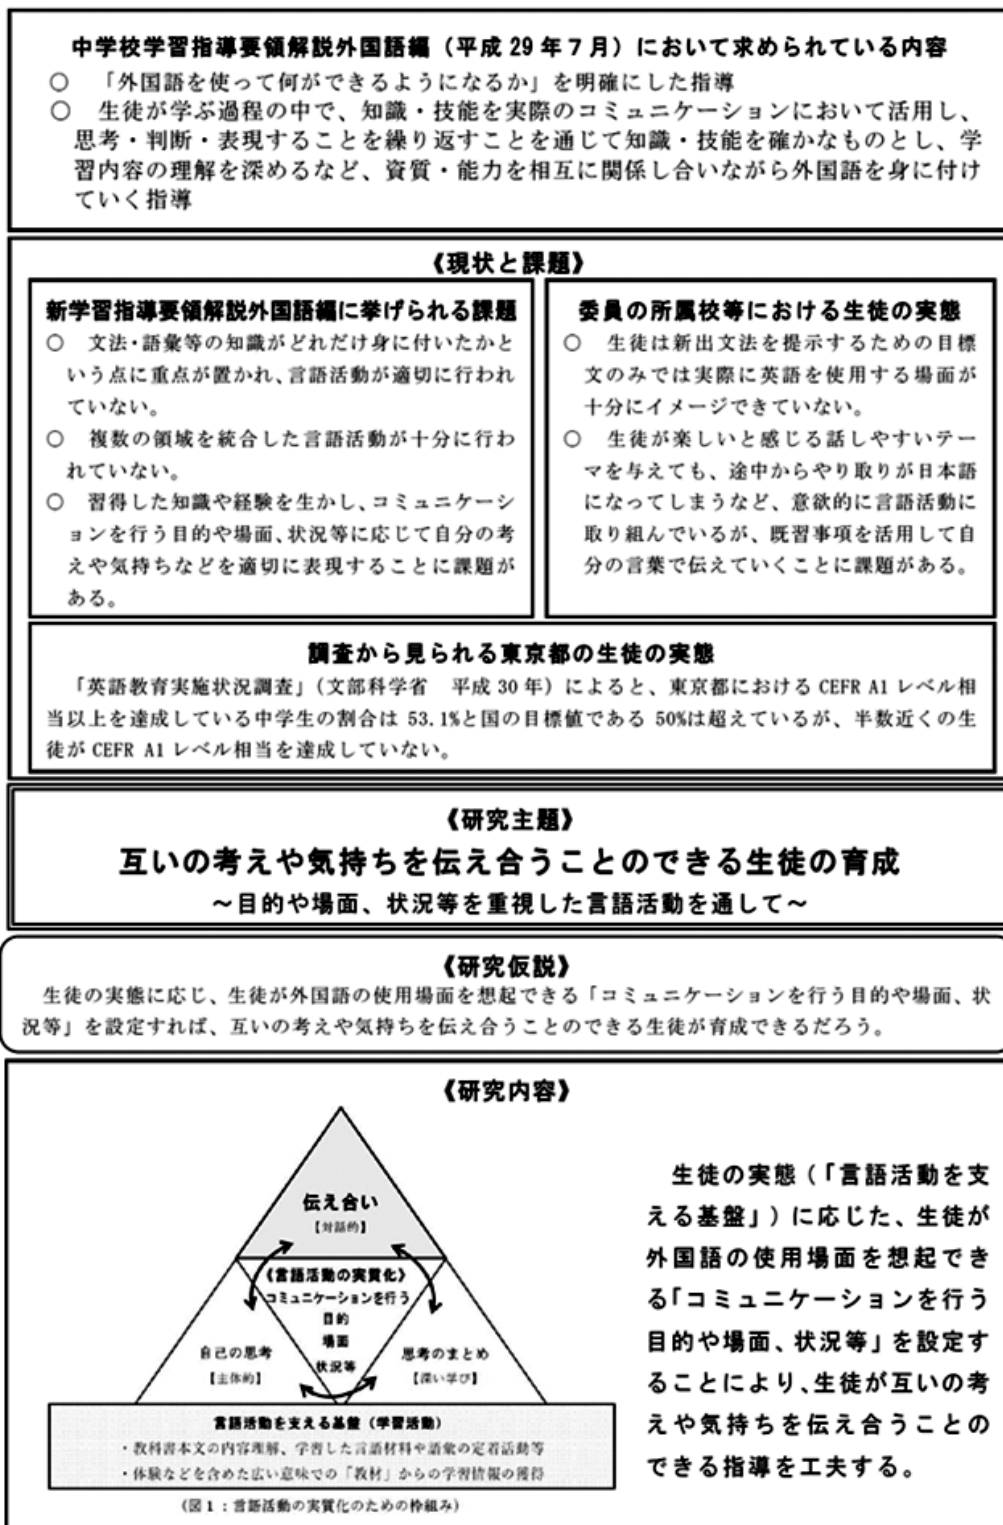 中学校学習指導要領解説外国語編（平成 29 年７月）において求められている内容
○　「外国語を使って何ができるようになるか」を明確にした指導
○　生徒が学ぶ過程の中で、知識・技能を実際のコミュニケーションにおいて活用し、
思考・判断・表現することを繰り返すことを通じて知識・技能を確かなものとし、学
習内容の理解を深めるなど、資質・能力を相互に関係し合いながら外国語を身に付け
ていく指導
《現状と課題》
新学習指導要領解説外国語編に挙げられる課題
○　文法・語彙等の知識がどれだけ身に付いたかと
いう点に重点が置かれ、言語活動が適切に行われ
ていない。
○　複数の領域を統合した言語活動が十分に行わ
れていない。
○　習得した知識や経験を生かし、コミュニケーシ
ョンを行う目的や場面、状況等に応じて自分の考
えや気持ちなどを適切に表現することに課題が
ある。
委員の所属校等における生徒の実態
○　生徒は新出文法を提示するための目標
文のみでは実際に英語を使用する場面が
十分にイメージできていない。
○　生徒が楽しいと感じる話しやすいテー
マを与えても、途中からやり取りが日本語
になってしまうなど、意欲的に言語活動に
取り組んでいるが、既習事項を活用して自
分の言葉で伝えていくことに課題がある。
調査から見られる東京都の生徒の実態
「英語教育実施状況調査」（文部科学省　平成 30 年）によると、東京都における CEFR A1 レベル相
当以上を達成している中学生の割合は 53.1%と国の目標値である 50%は超えているが、半数近くの生
徒が CEFR A1 レベル相当を達成していない。
《研究主題》
互いの考えや気持ちを伝え合うことのできる生徒の育成
～目的や場面、状況等を重視した言語活動を通して～
《研究仮説》
生徒の実態に応じ、生徒が外国語の使用場面を想起できる「コミュニケーションを行う目的や場面、状
況等」を設定すれば、互いの考えや気持ちを伝え合うことのできる生徒が育成できるだろう。
《研究内容》
伝え合い
【対話的】
《言語活動の実質化》
コミュニケーションを行う
目的
場面
状況等
自己の思考
【主体的】
思考のまとめ
【深い学び】
言語活動を支える基盤（学習活動）
・教科書本文の内容理解、学習した言語材料や語彙の定着活動等
・体験などを含めた広い意味での「教材」からの学習情報の獲得
（図１：言語活動の実質化のための枠組み）
生徒の実態（「言語活動を支
える基盤」）に応じた、生徒が
外国語の使用場面を想起でき
る「コミュニケーションを行う
目的や場面、状況等」を設定す
ることにより、生徒が互いの考
えや気持ちを伝え合うことの
できる指導を工夫する。